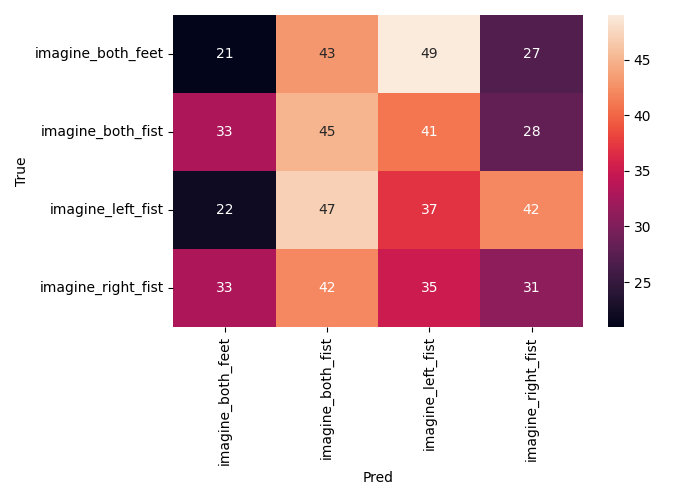 imagine_both_feet 21 43 49 27
imagine_both_fist 33 45 41 28
imagine_left_fist 22 47 37 42
imagine_right_fist 33 42 35 31
True
imagine_both_feet
imagine_both_fist
imagine_left_fist
imagine_right_fist
Pred
45
40
35
30
25